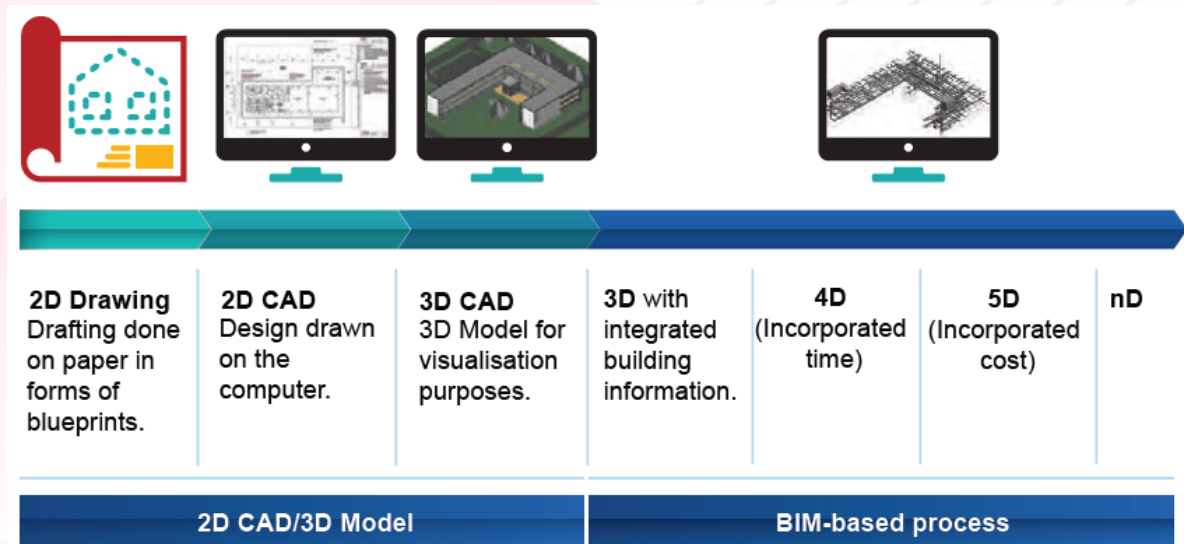 2D Drawing
Drafting done
on paper in
forms of
blueprints.
2D CAD
Design drawn
on the
computer.
3D CAD
3D Model for
visualisation
purposes.
3D with
integrated
building
information.
4D
(Incorporated
time)
5D
(Incorporated
cost)
nD
2D CAD/3D Model
BIM-based process